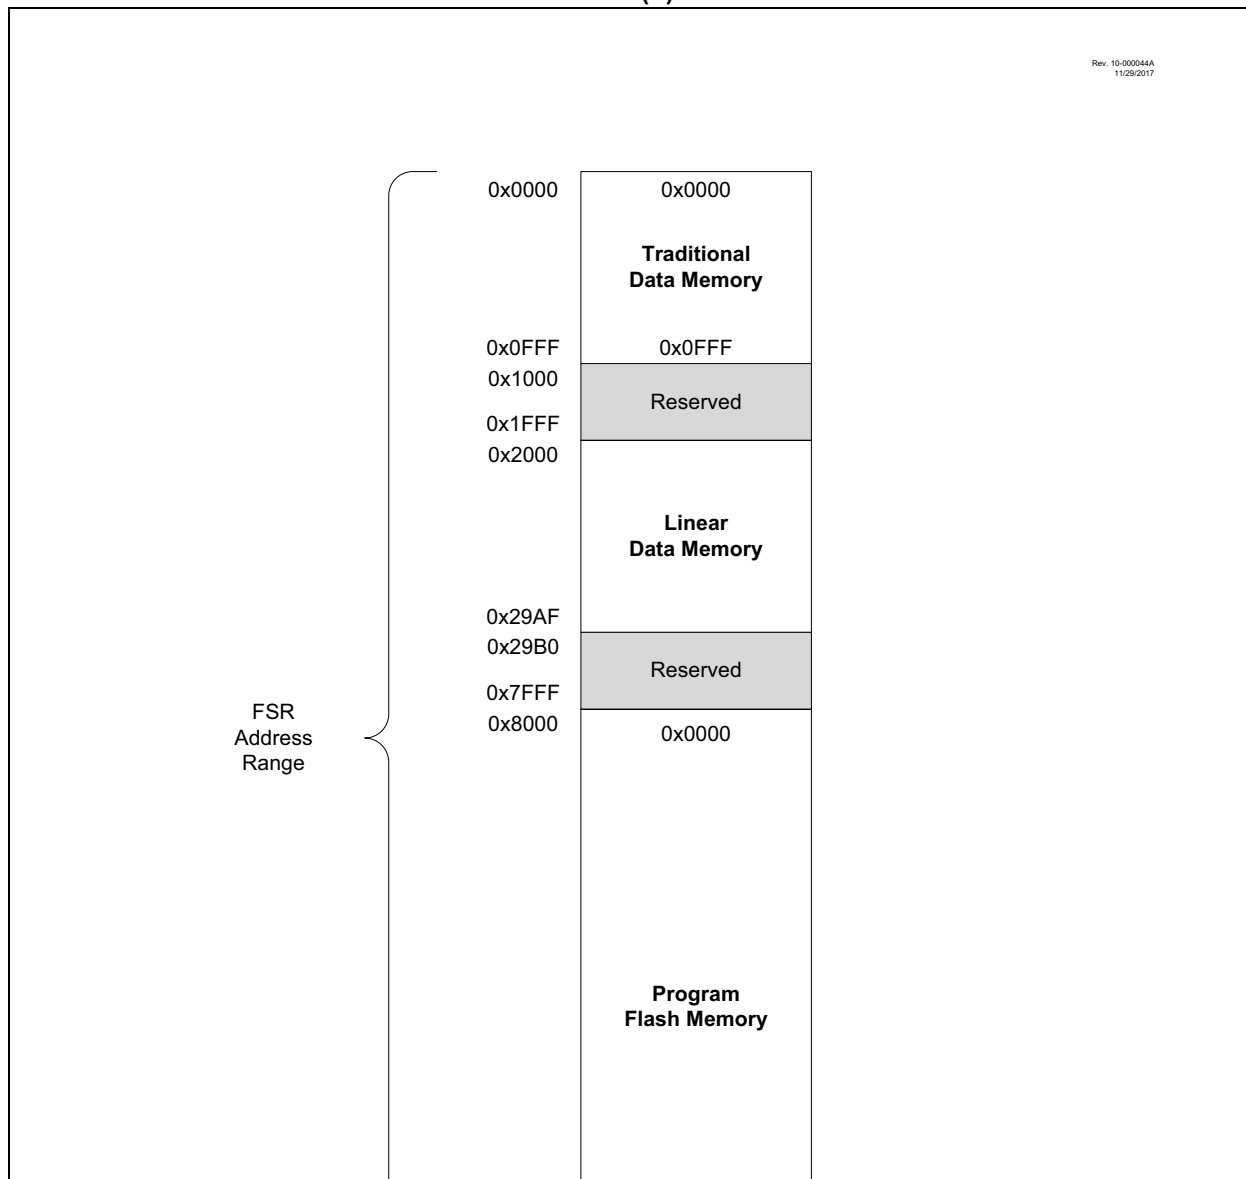 Rev. 10-000044A
11/29/2017
0x0000 0x0000
Traditional
Data Memory
0x0FFF 0x0FFF
0x1000
Reserved
0x1FFF
0x2000
Linear
Data Memory
0x29AF
0x29B0
Reserved
0x7FFF
0x8000 0x0000
FSR
Address
Range
Program
Flash Memory